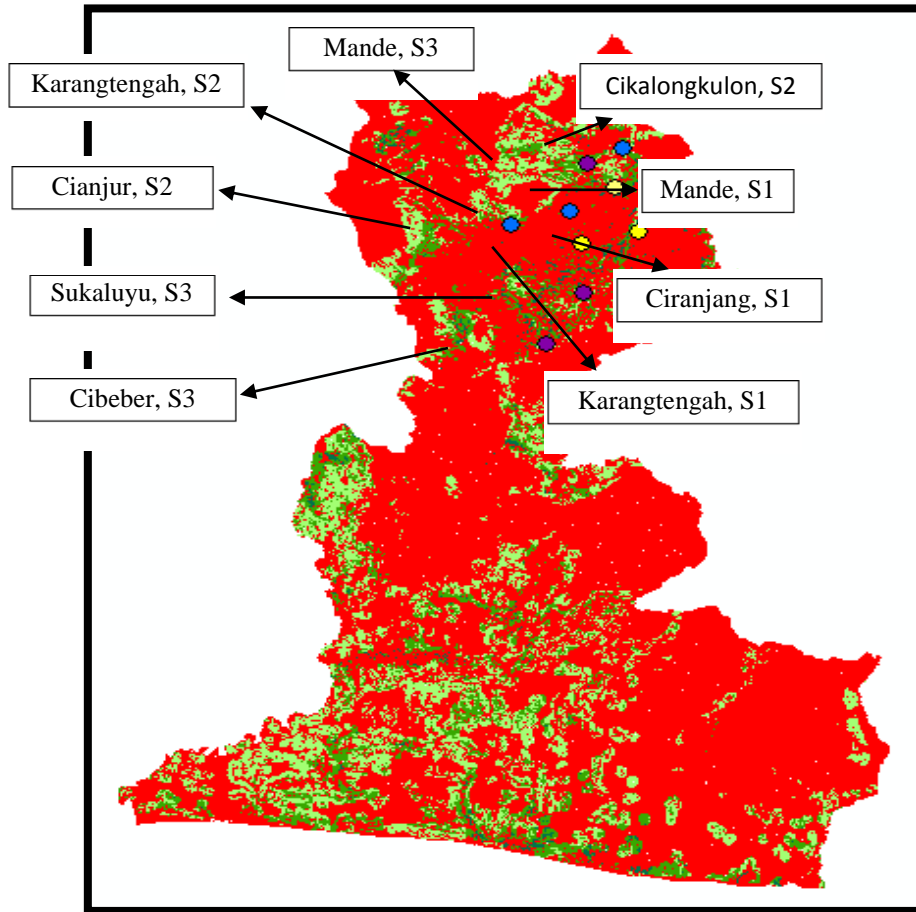 Mande, S3
Karangtengah, S2
Cikalongkulon, S2
Cianjur, S2
Mande, S1
Sukaluyu, S3
Ciranjang, S1
Cibeber, S3
Karangtengah, S1